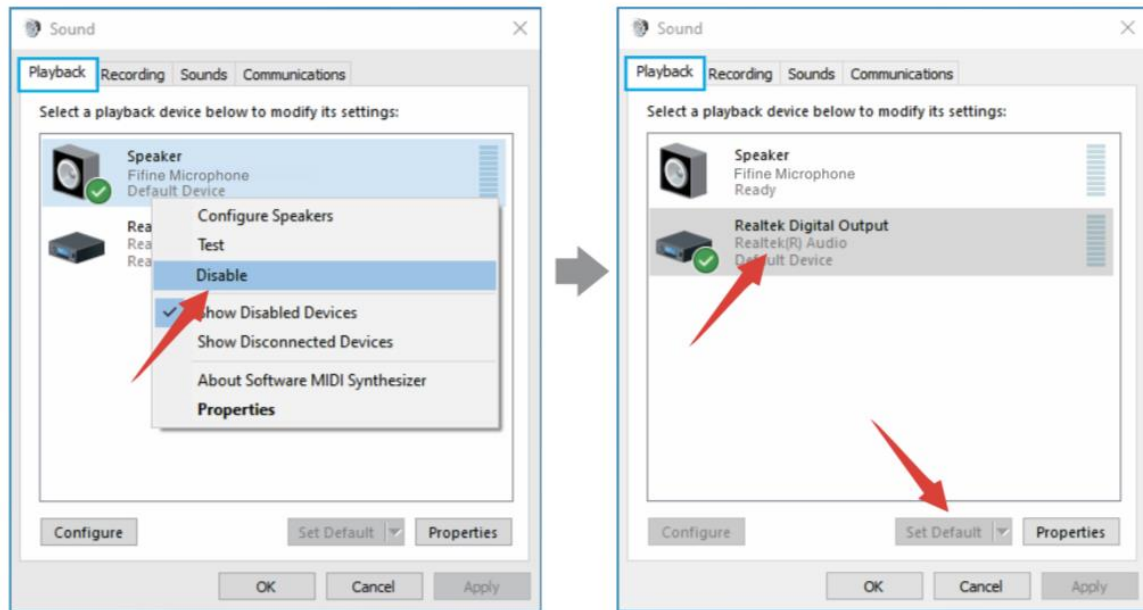 Sound
Playback Recording Sounds Communications
Select a playback device below to modify its settings:
Speaker
Fifine Microphone
Default Device
Rea
Rea
Rea
Configure Speakers
Test
Disable
Show Disabled Devices
Show Disconnected Devices
About Software MIDI Synthesizer
Properties
Configure Set Default Properties
OK Cancel Apply
Sound
Playback Recording Sounds Communications
Select a playback device below to modify its settings:
Speaker
Fifine Microphone
Ready
Realtek Digital Output
Realtek(R) Audio
Default Device
Configure Set Default Properties
OK Cancel Apply